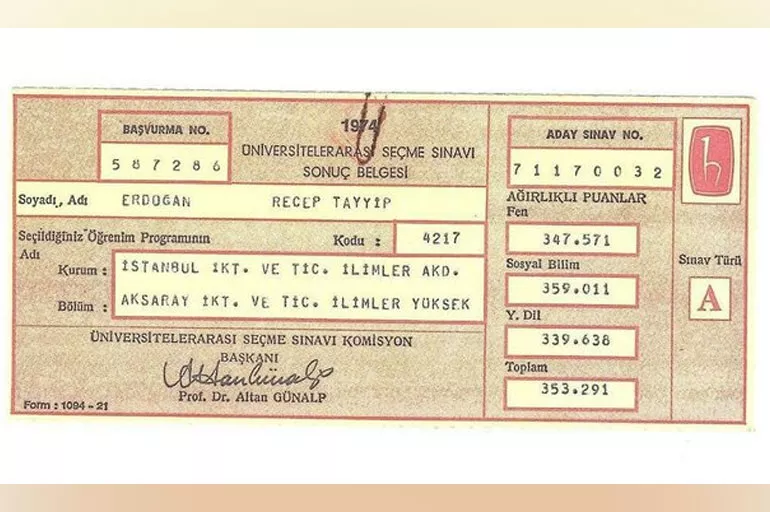 BAŞVURMA NO.
587286
1974
ÜNİVERSİTELERARASI SEÇME SINAVI
SONUÇ BELGESİ
ADAY SINAV NO.
71170032
Soyadı, Adı ERDOĞAN RECEP TAYYİP
Seçildiğiniz Öğrenim Programının Kodu : 4217
Adı
Kurum : İSTANBUL İKT. VE TİC. İLİMLER AKD.
Bölüm : AKSARAY İKT. VE TİC. İLİMLER YÜKSEK
ÜNİVERSİTELERARASI SEÇME SINAVI KOMİSYON
BAŞKANI
Prof. Dr. Altan GÜNALP
Form : 1094 - 21
AĞIRLIKLI PUANLAR
Fen
347.571
Sosyal Bilim
359.011
Y. Dil
339.638
Toplam
353.291
h
Sınav Türü
A